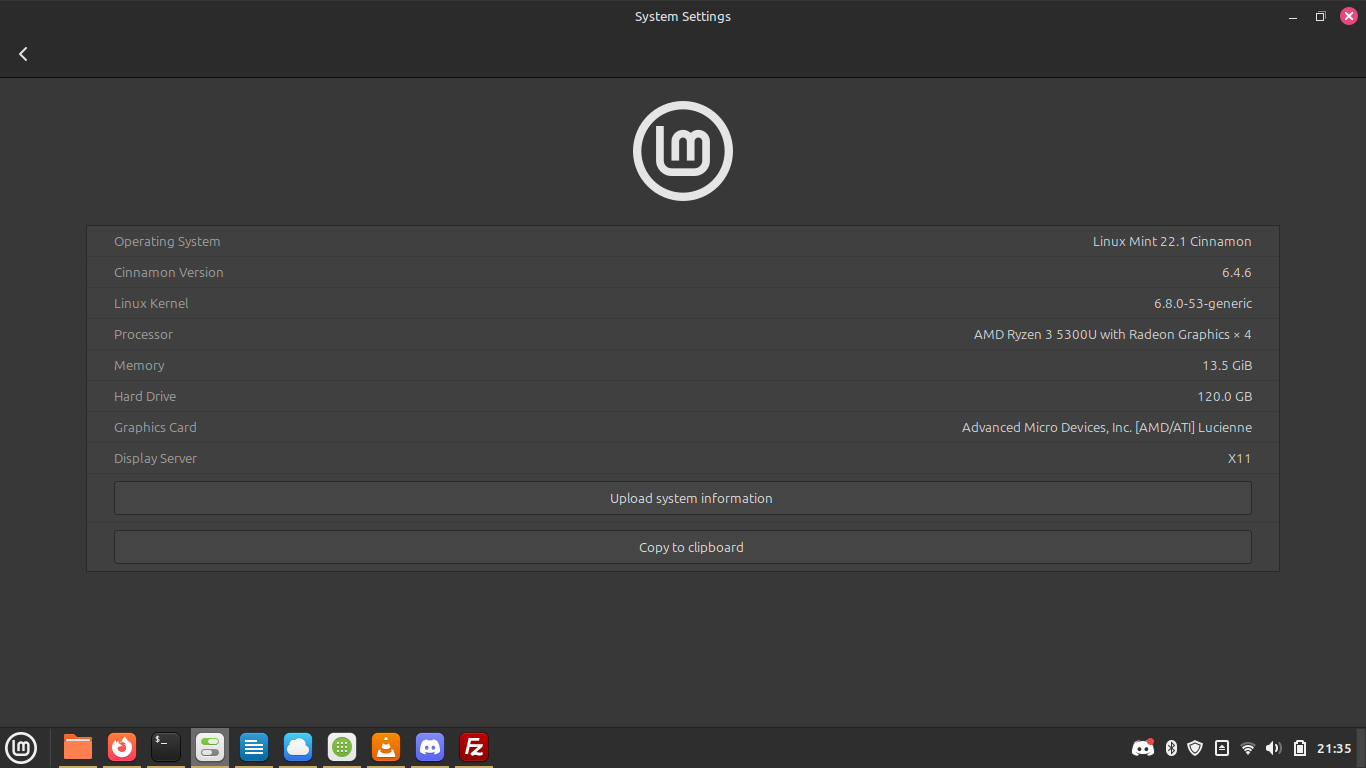 System Settings
Operating System Linux Mint 22.1 Cinnamon
Cinnamon Version 6.4.6
Linux Kernel 6.8.0-53-generic
Processor AMD Ryzen 3 5300U with Radeon Graphics × 4
Memory 13.5 GiB
Hard Drive 120.0 GB
Graphics Card Advanced Micro Devices, Inc. [AMD/ATI] Lucienne
Display Server X11
Upload system information
Copy to clipboard
21:35